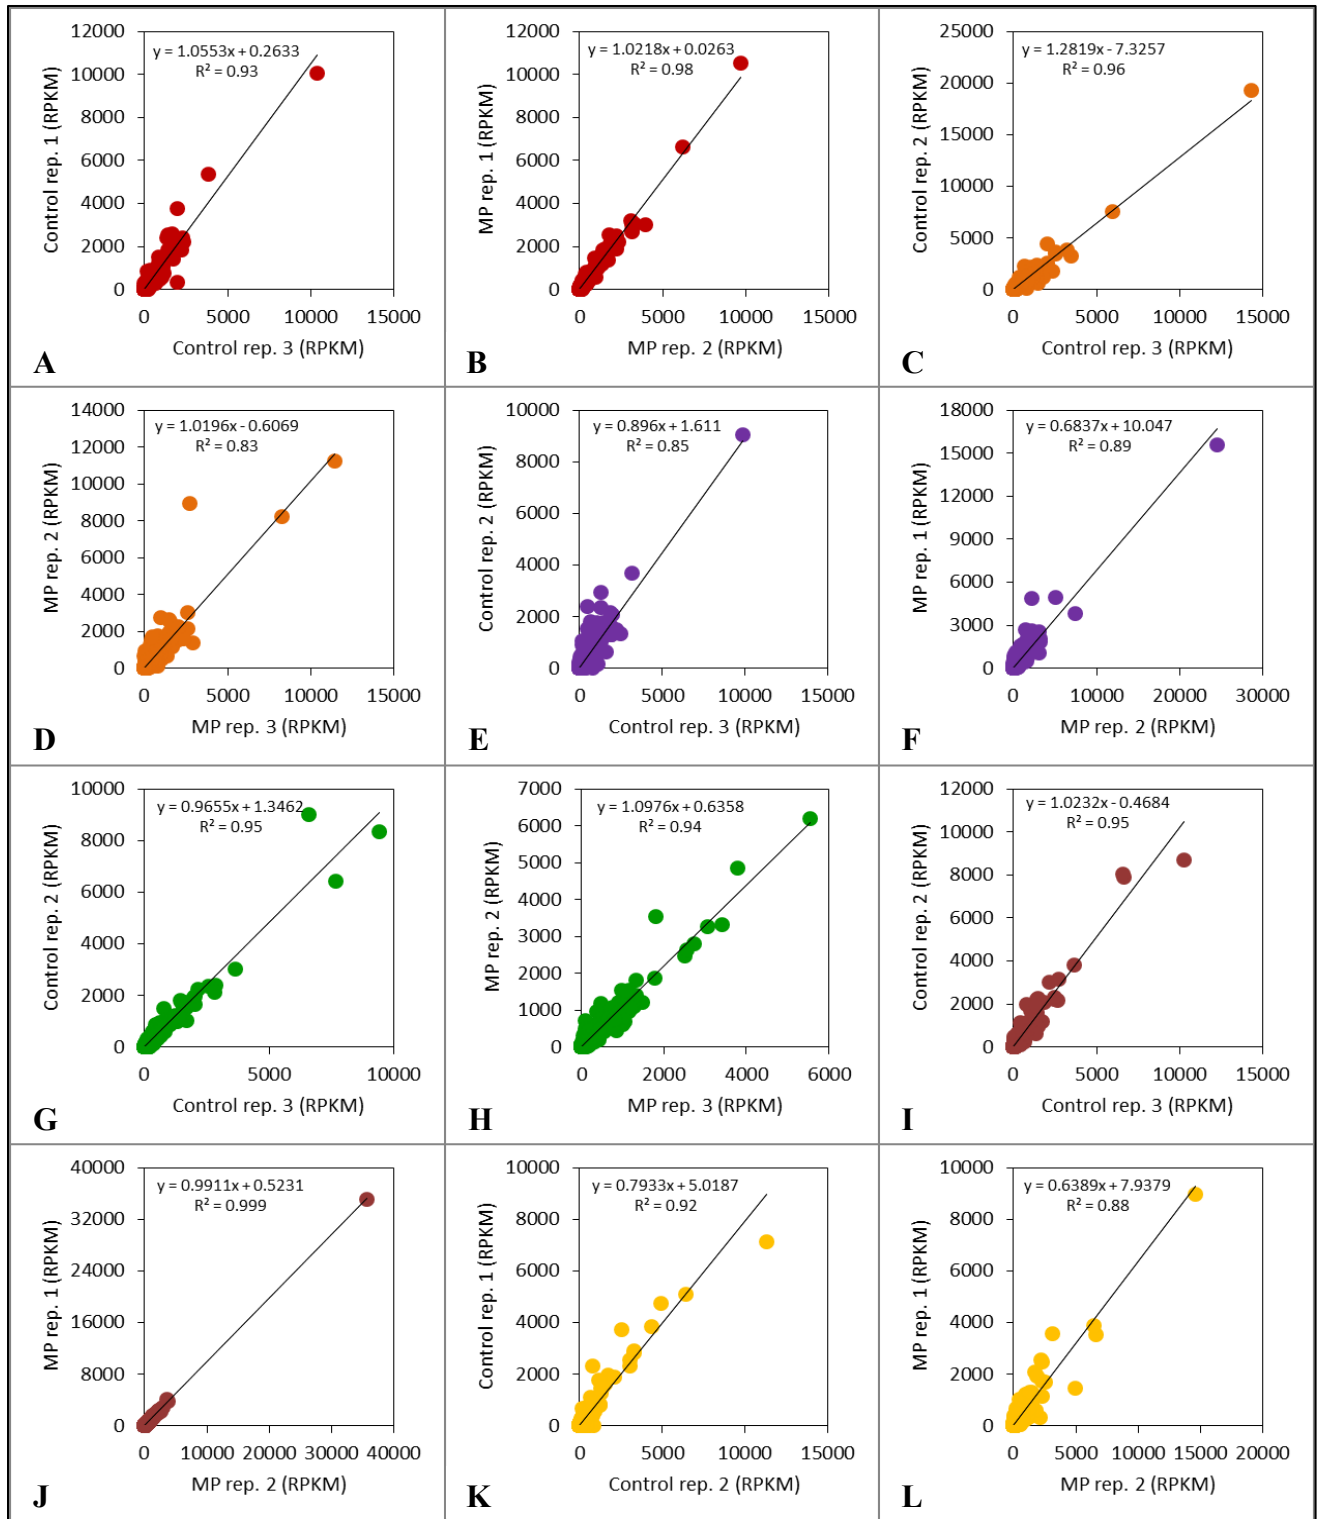 12000
10000
8000
6000
4000
2000
0
Control rep. 1 (RPKM)
y = 1.0553x + 0.2633
R² = 0.93
0 5000 10000 15000
Control rep. 3 (RPKM)
A
12000
10000
8000
6000
4000
2000
0
MP rep. 1 (RPKM)
y = 1.0218x + 0.0263
R² = 0.98
0 5000 10000 15000
MP rep. 2 (RPKM)
B
25000
20000
15000
10000
5000
0
Control rep. 2 (RPKM)
y = 1.2819x - 7.3257
R² = 0.96
0 5000 10000 15000
Control rep. 3 (RPKM)
C
14000
12000
10000
8000
6000
4000
2000
0
MP rep. 2 (RPKM)
y = 1.0196x - 0.6069
R² = 0.83
0 5000 10000 15000
MP rep. 3 (RPKM)
D
10000
8000
6000
4000
2000
0
Control rep. 2 (RPKM)
y = 0.896x + 1.611
R² = 0.85
0 5000 10000 15000
Control rep. 3 (RPKM)
E
18000
15000
12000
9000
6000
3000
0
MP rep. 1 (RPKM)
y = 0.6837x + 10.047
R² = 0.89
0 10000 20000 30000
MP rep. 2 (RPKM)
F
10000
8000
6000
4000
2000
0
Control rep. 2 (RPKM)
y = 0.9655x + 1.3462
R² = 0.95
0 5000 10000
Control rep. 3 (RPKM)
G
7000
6000
5000
4000
3000
2000
1000
0
MP rep. 2 (RPKM)
y = 1.0976x + 0.6358
R² = 0.94
0 2000 4000 6000
MP rep. 3 (RPKM)
H
12000
10000
8000
6000
4000
2000
0
Control rep. 2 (RPKM)
y = 1.0232x - 0.4684
R² = 0.95
0 5000 10000 15000
Control rep. 3 (RPKM)
I
40000
32000
24000
16000
8000
0
MP rep. 1 (RPKM)
y = 0.9911x + 0.5231
R² = 0.999
0 10000 20000 30000 40000
MP rep. 2 (RPKM)
J
10000
8000
6000
4000
2000
0
Control rep. 1 (RPKM)
y = 0.7933x + 5.0187
R² = 0.92
0 5000 10000 15000
Control rep. 2 (RPKM)
K
10000
8000
6000
4000
2000
0
MP rep. 1 (RPKM)
y = 0.6389x + 7.9379
R² = 0.88
0 5000 10000 15000 20000
MP rep. 2 (RPKM)
L